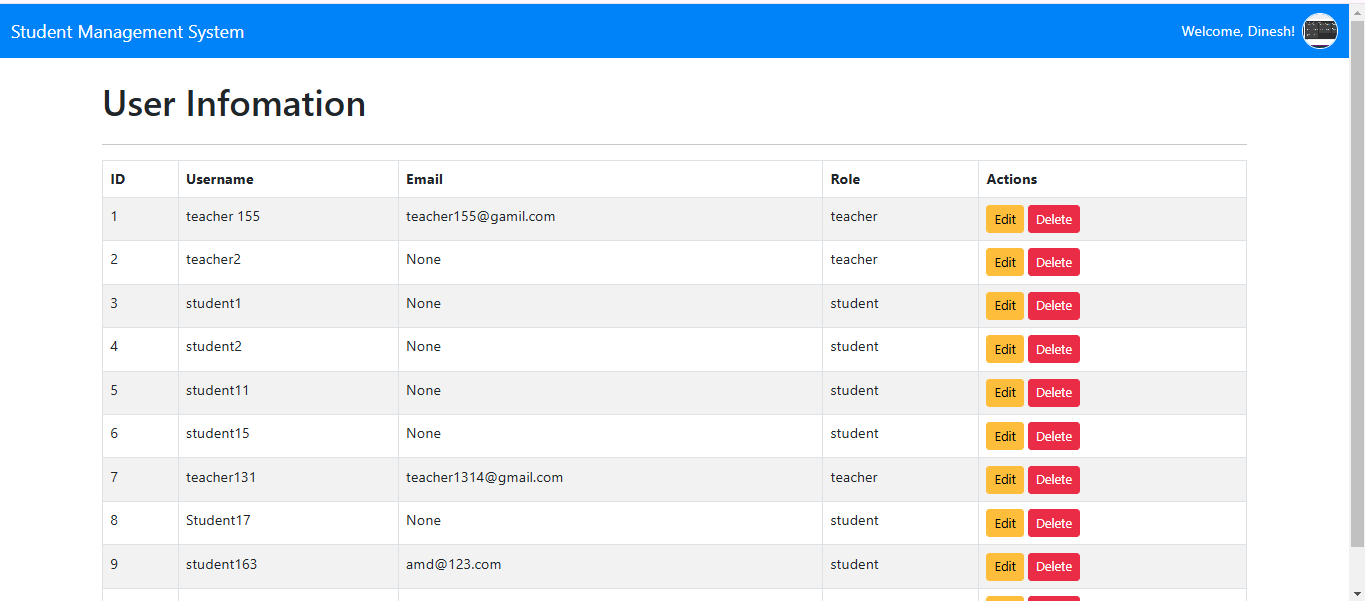 Student Management System Welcome, Dinesh!
User Infomation
ID Username Email Role Actions
1 teacher 155 teacher155@gamil.com teacher Edit Delete
2 teacher2 None teacher Edit Delete
3 student1 None student Edit Delete
4 student2 None student Edit Delete
5 student11 None student Edit Delete
6 student15 None student Edit Delete
7 teacher131 teacher1314@gmail.com teacher Edit Delete
8 Student17 None student Edit Delete
9 student163 amd@123.com student Edit Delete